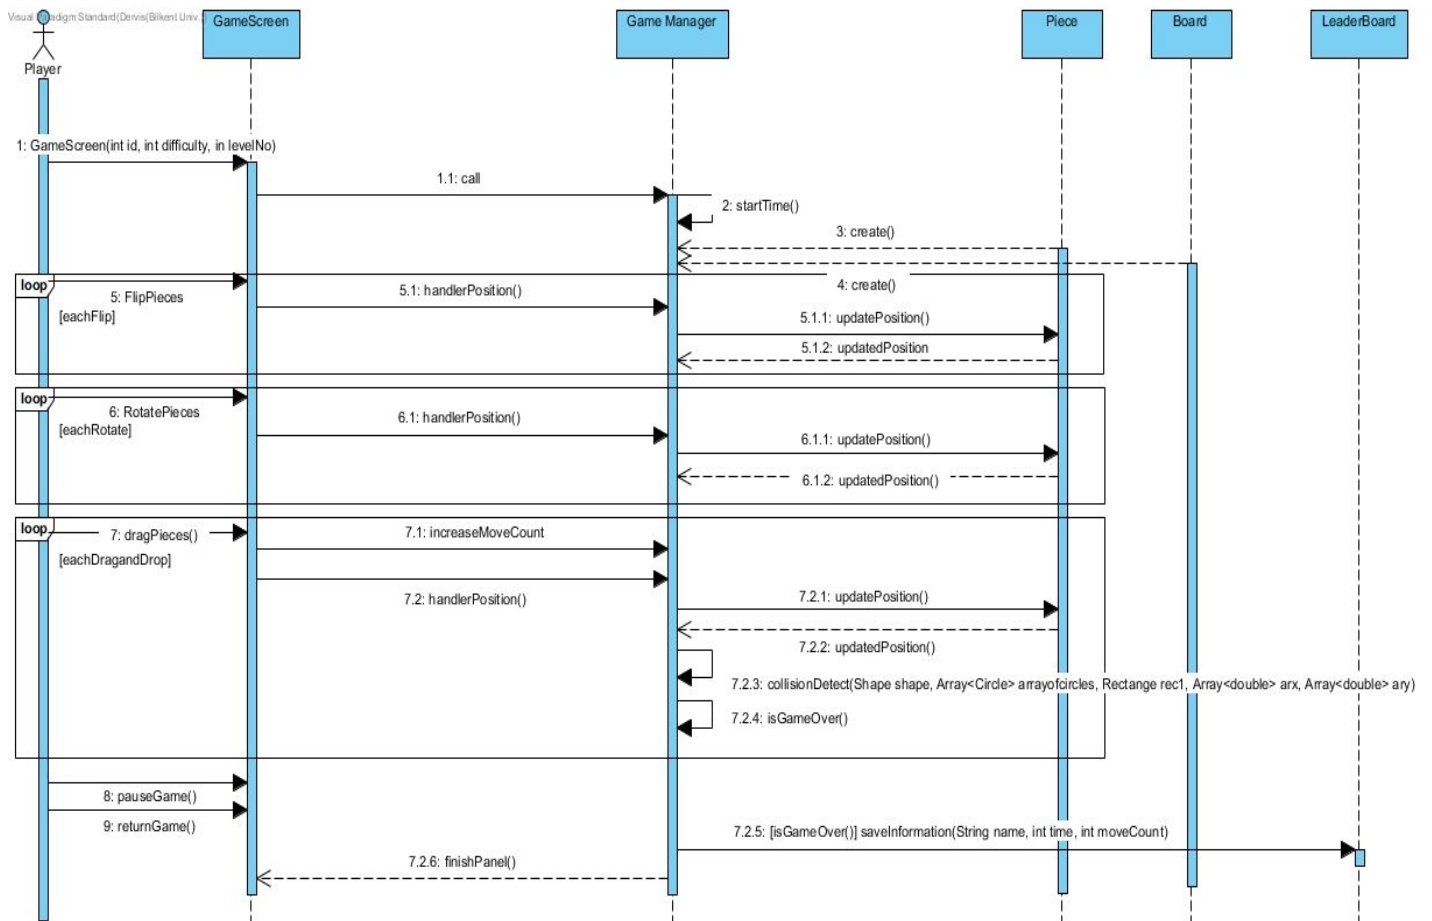 Visual Paradigm Standard(Dervis(Bilkent Univ.))
Player
GameScreen
Game Manager
Piece
Board
LeaderBoard
1: GameScreen(int id, int difficulty, in levelNo)
1.1: call
2: startTime()
3: create()
4: create()
loop
5: FlipPieces
[eachFlip]
5.1: handlerPosition()
5.1.1: updatePosition()
5.1.2: updatedPosition
loop
6: RotatePieces
[eachRotate]
6.1: handlerPosition()
6.1.1: updatePosition()
6.1.2: updatedPosition()
loop
7: dragPieces()
[eachDragandDrop]
7.1: increaseMoveCount
7.2: handlerPosition()
7.2.1: updatePosition()
7.2.2: updatedPosition()
7.2.3: collisionDetect(Shape shape, Array<Circle> arrayofcircles, Rectange rec1, Array<double> arx, Array<double> ary)
7.2.4: isGameOver()
8: pauseGame()
9: returnGame()
7.2.5: [isGameOver()] saveInformation(String name, int time, int moveCount)
7.2.6: finishPanel()